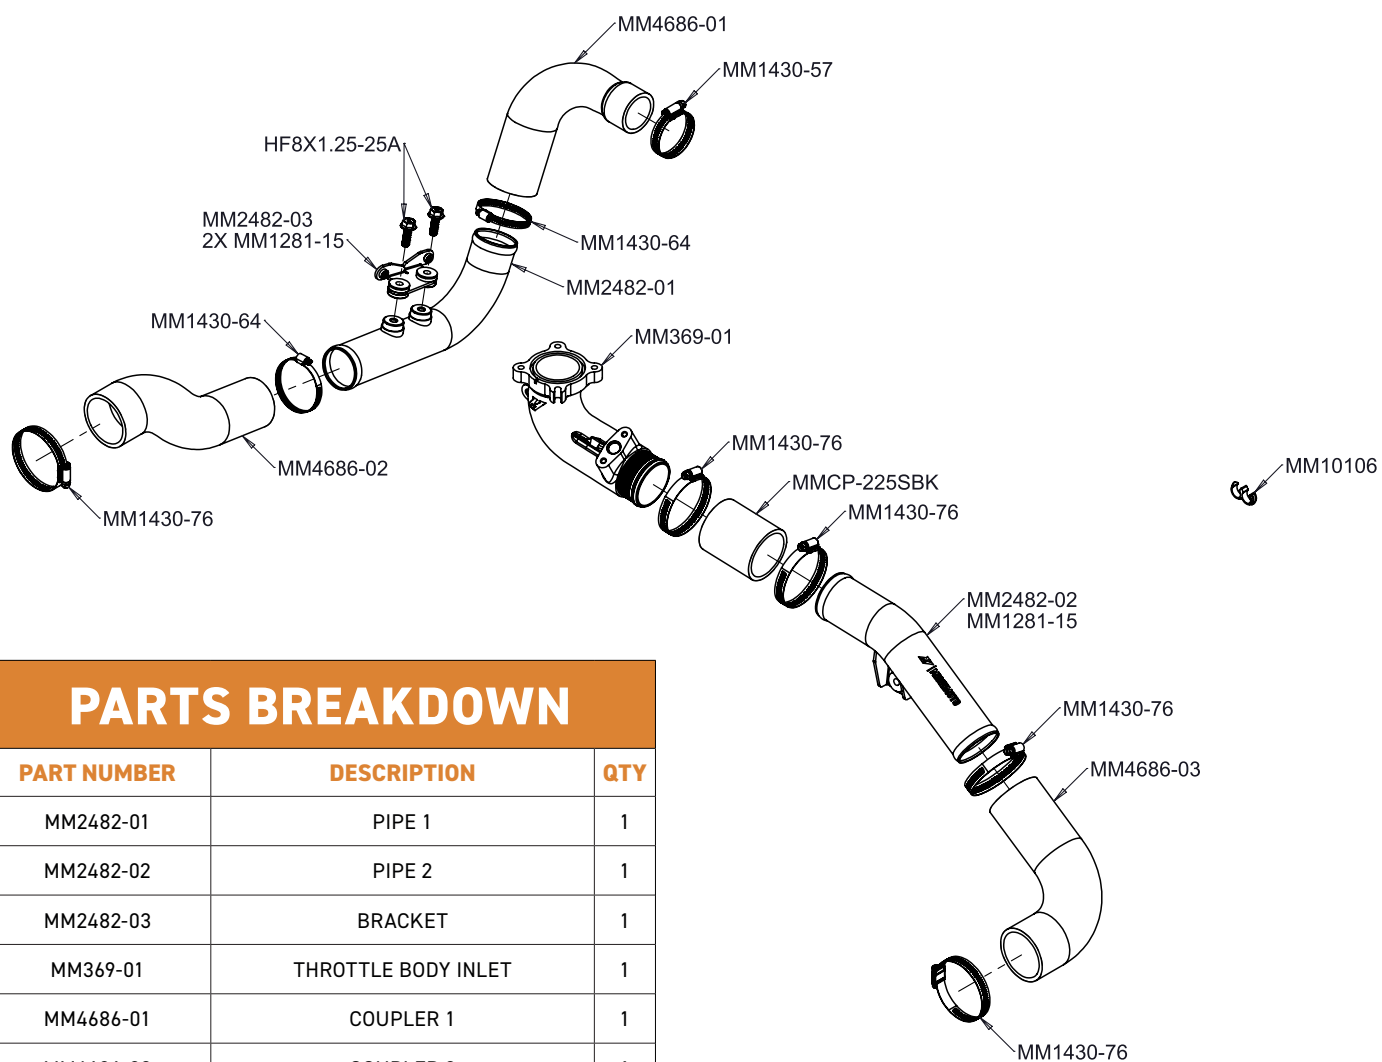 MM4686-01
MM1430-57
HF8X1.25-25A
MM2482-03
2X MM1281-15
MM1430-64
MM2482-01
MM1430-64
MM369-01
MM4686-02
MM1430-76
MM1430-76
MMCP-225SBK
MM1430-76
MM10106
MM2482-02
MM1281-15
MM1430-76
MM4686-03
MM1430-76
PARTS BREAKDOWN
PART NUMBER DESCRIPTION QTY
MM2482-01 PIPE 1 1
MM2482-02 PIPE 2 1
MM2482-03 BRACKET 1
MM369-01 THROTTLE BODY INLET 1
MM4686-01 COUPLER 1 1